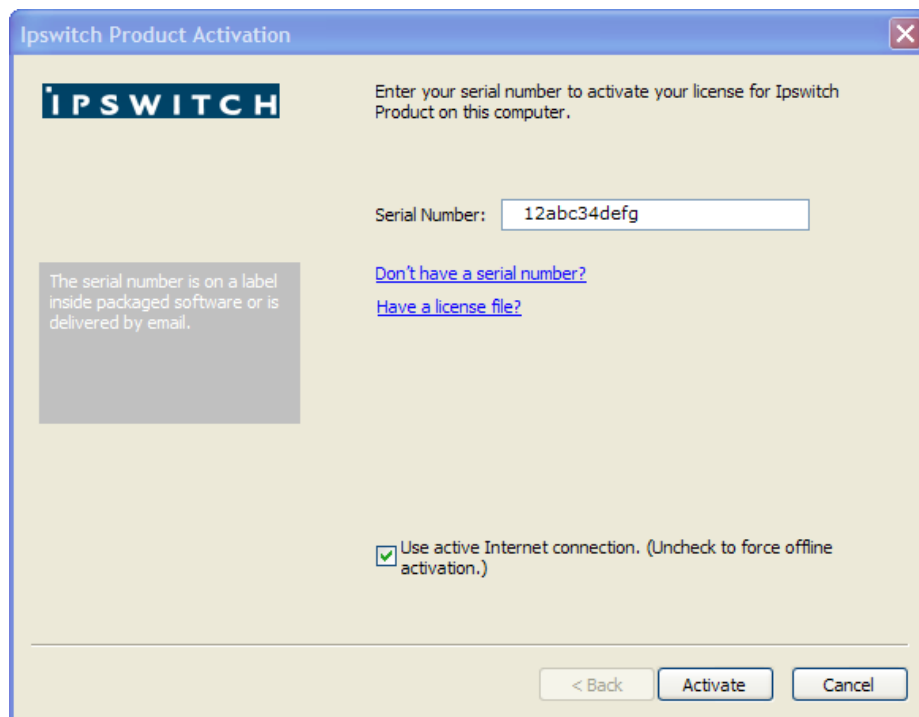 Ipswitch Product Activation
IPSWITCH
Enter your serial number to activate your license for Ipswitch
Product on this computer.
Serial Number: 12abc34defg
The serial number is on a label
inside packaged software or is
delivered by email.
Don't have a serial number?
Have a license file?
Use active Internet connection. (Uncheck to force offline
activation.)
< Back Activate Cancel